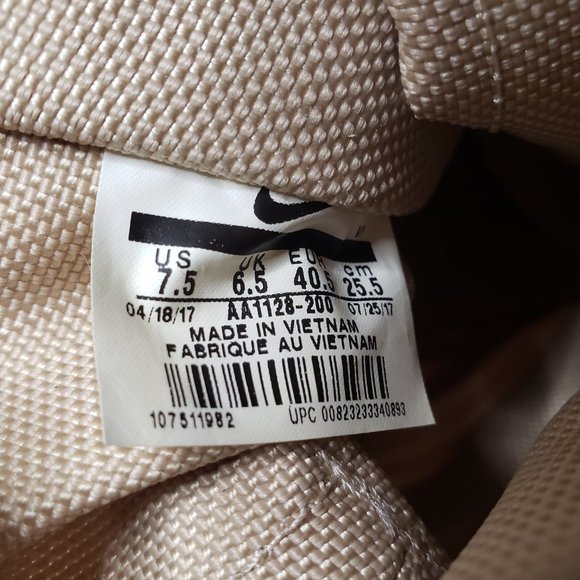 US UK EUR cm
7.5 6.5 40.5 25.5
04/18/17 AA1128-200 07/25/17
MADE IN VIETNAM
FABRIQUE AU VIETNAM
107511982 UPC 00823233340893